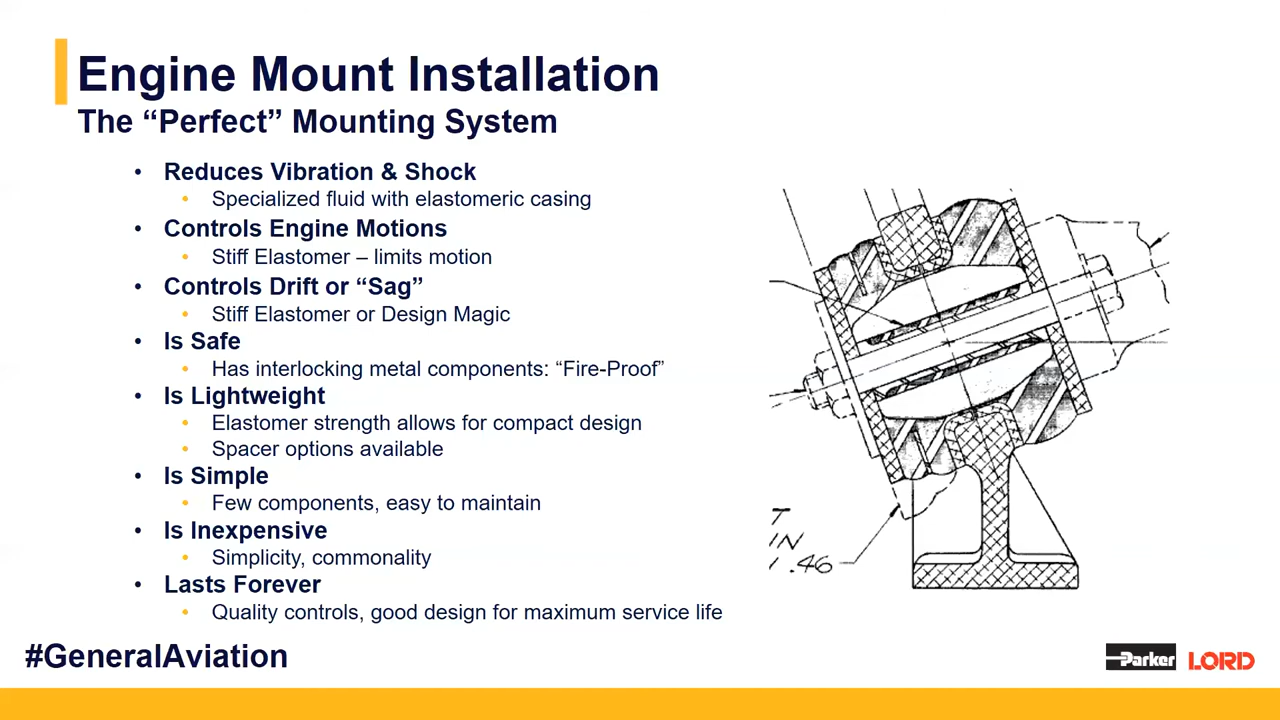 Engine Mount Installation
The “Perfect” Mounting System
• Reduces Vibration & Shock
• Specialized fluid with elastomeric casing
• Controls Engine Motions
• Stiff Elastomer – limits motion
• Controls Drift or “Sag”
• Stiff Elastomer or Design Magic
• Is Safe
• Has interlocking metal components: “Fire-Proof”
• Is Lightweight
• Elastomer strength allows for compact design
• Spacer options available
• Is Simple
• Few components, easy to maintain
• Is Inexpensive
• Simplicity, commonality
• Lasts Forever
• Quality controls, good design for maximum service life
T
IN
1.46
#GeneralAviation
Parker LORD